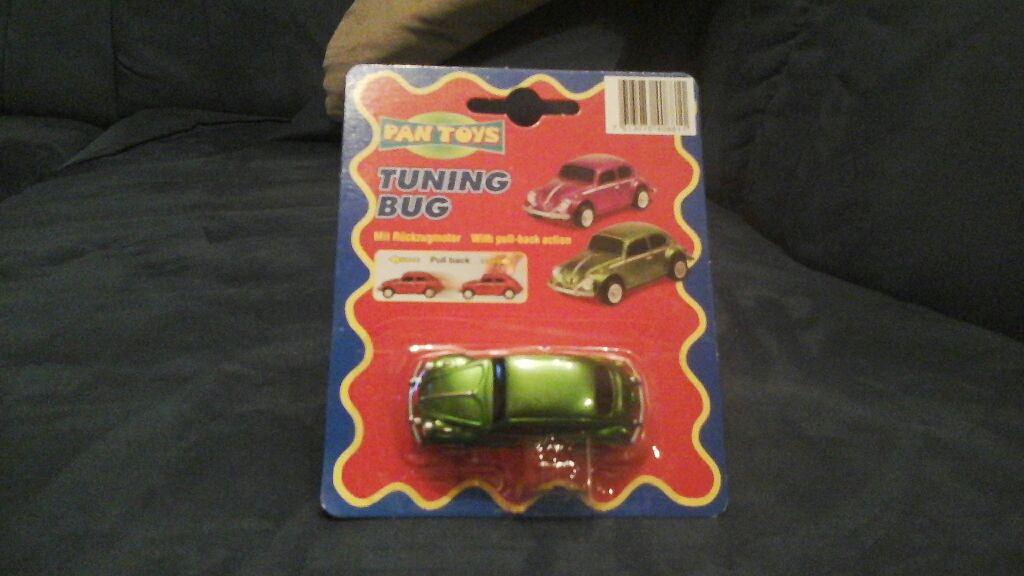 PAN TOYS
TUNING
BUG
Mit Rückzugmotor With pull-back action
Pull back